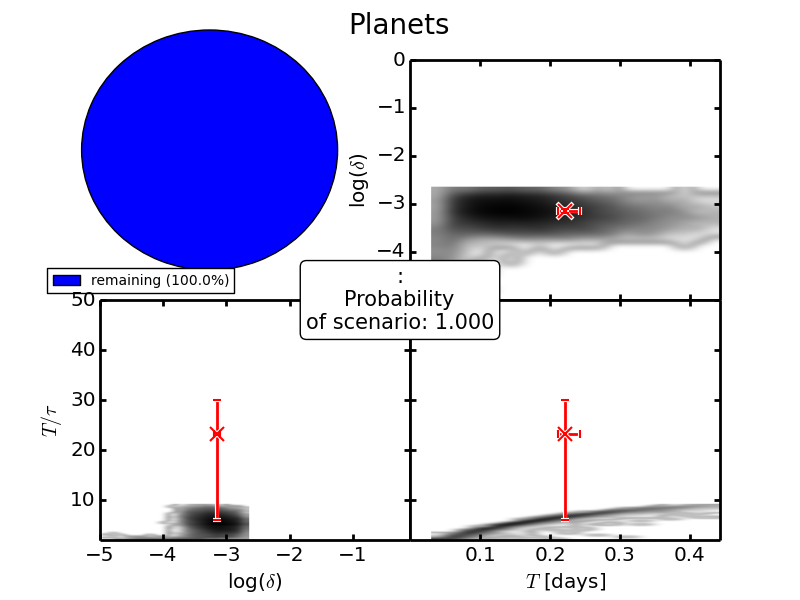 Planets
0
−1
−2
−3
−4
log(δ)
remaining (100.0%)
:
Probability
of scenario: 1.000
50
40
30
20
10
T/τ
−5
−4
−3
−2
−1
log(δ)
0.1
0.2
0.3
0.4
T [days]